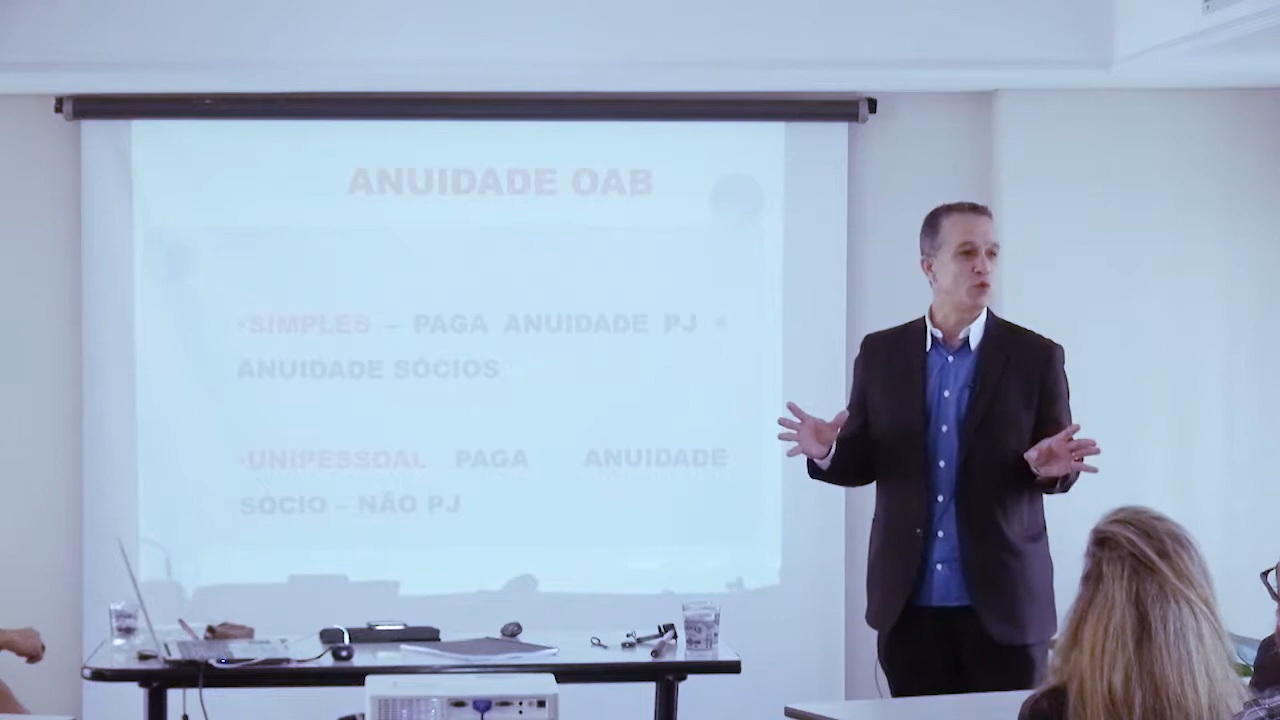 ANUIDADE OAB
•SIMPLES – PAGA ANUIDADE PJ +
ANUIDADE SÓCIOS
•UNIPESSOAL PAGA ANUIDADE
SÓCIO – NÃO PJ